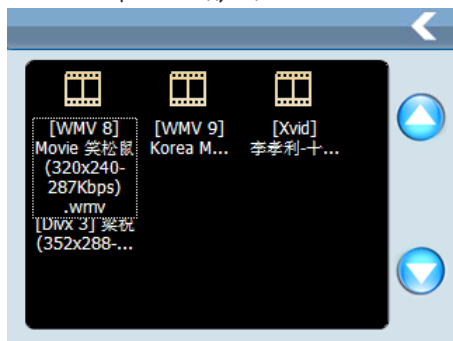 [WMV 8]
Movie 笑松鼠
(320x240-
287Kbps)
.wmv
[WMV 9]
Korea M...
[Xvid]
李孝利-十...
[Divx 3] 梁祝
(352x288-...